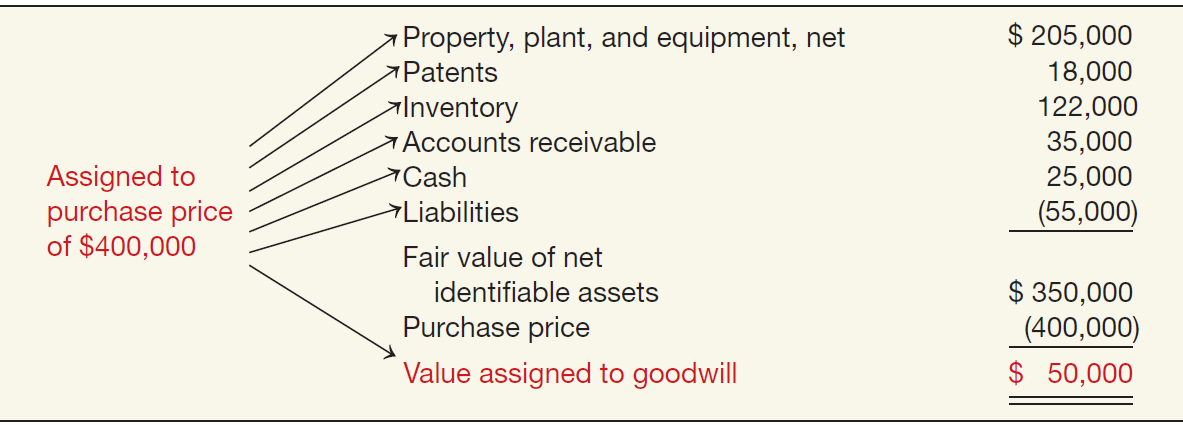 Property, plant, and equipment, net $ 205,000
Patents 18,000
Inventory 122,000
Accounts receivable 35,000
Assigned to
purchase price
of $400,000
Cash 25,000
Liabilities (55,000)
Fair value of net
identifiable assets $ 350,000
Purchase price (400,000)
Value assigned to goodwill $ 50,000